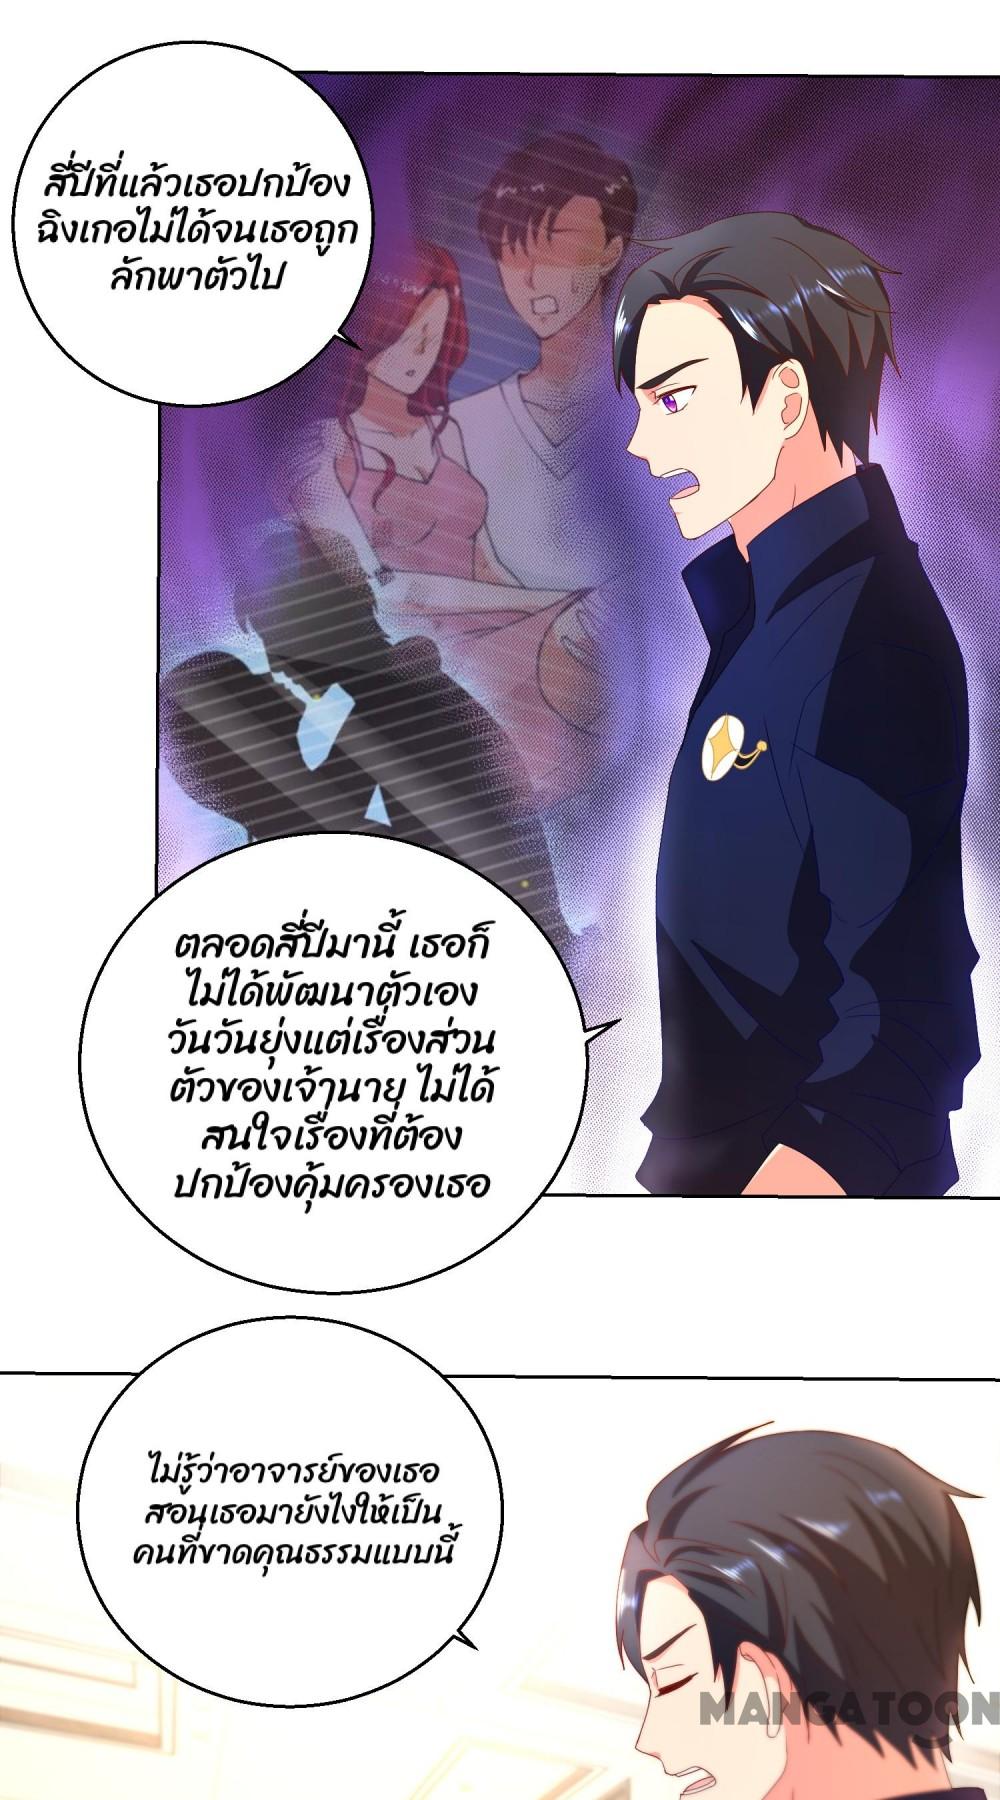 สี่ปีที่แล้วเธอปกป้อง
ฉิงเกอไม่ได้จนเธอถูก
ลักพาตัวไป
ตลอดสี่ปีมานี้ เธอก็
ไม่ได้พัฒนาตัวเอง
วันวันยุ่งแต่เรื่องส่วน
ตัวของเจ้านาย ไม่ได้
สนใจเรื่องที่ต้อง
ปกป้องคุ้มครองเธอ
ไม่รู้ว่าอาจารย์ของเธอ
สอนเธอมายังไงให้เป็น
คนที่ขาดคุณธรรมแบบนี้
MANGATOON